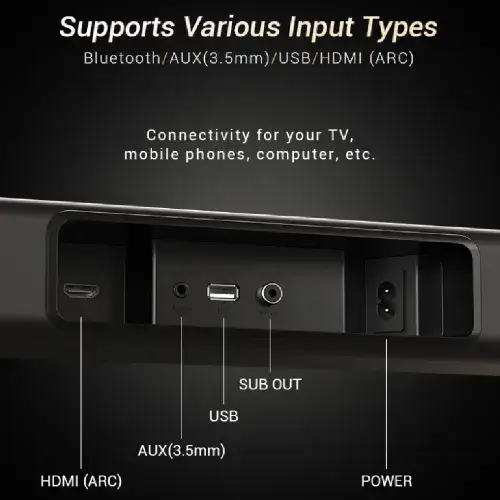 Supports Various Input Types
Bluetooth/AUX(3.5mm)/USB/HDMI (ARC)
Connectivity for your TV,
mobile phones, computer, etc.
SUB OUT
USB
AUX(3.5mm)
HDMI (ARC)
POWER